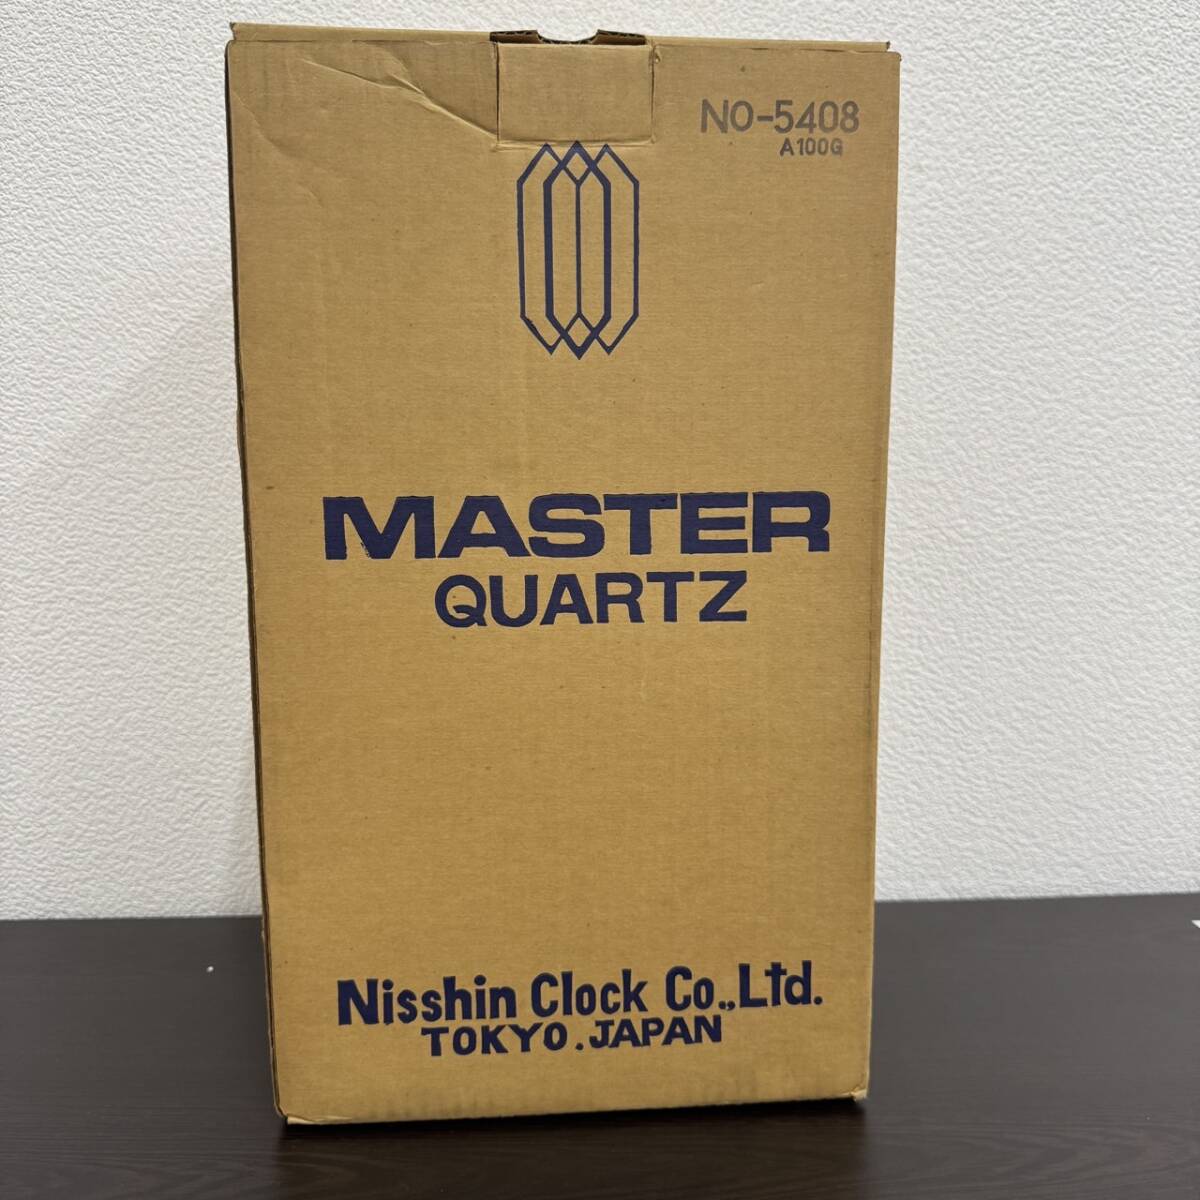 NO-5408
A100G
MASTER
QUARTZ
Nisshin Clock Co.,Ltd.
TOKYO.JAPAN